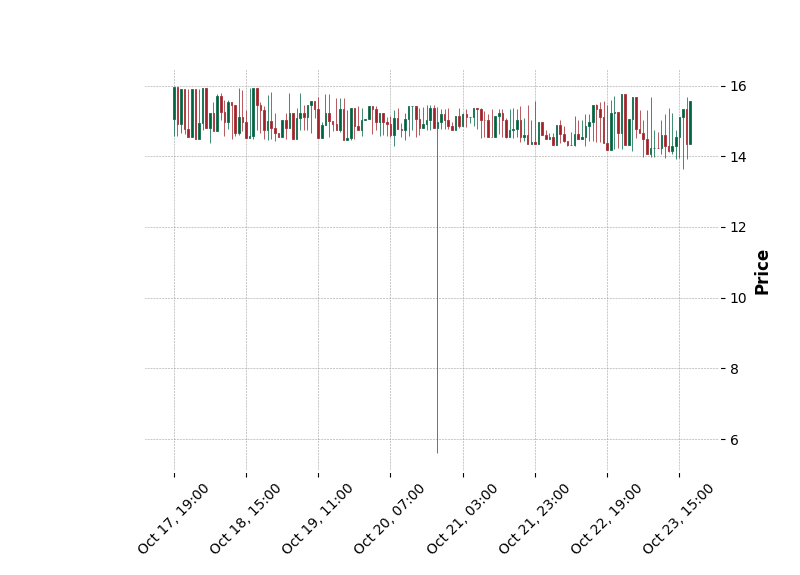 16
14
12
10
8
6
Price
Oct 17, 19:00
Oct 18, 15:00
Oct 19, 11:00
Oct 20, 07:00
Oct 21, 03:00
Oct 21, 23:00
Oct 22, 19:00
Oct 23, 15:00